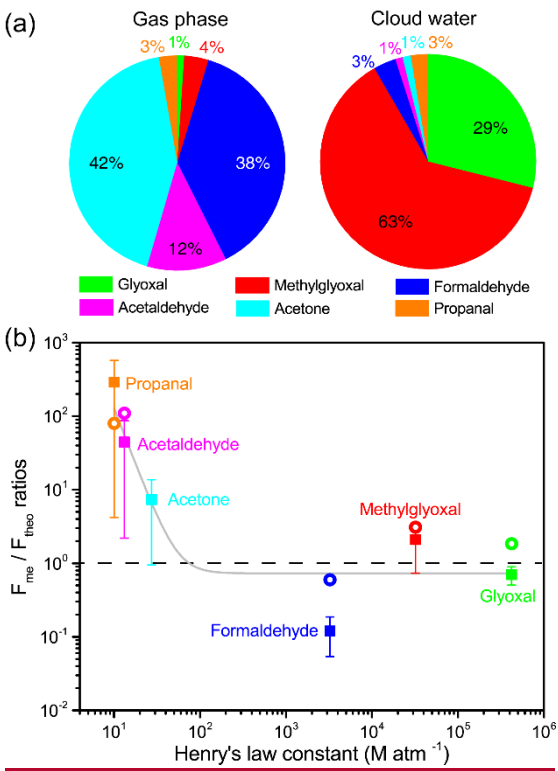 (a)
Gas phase
Cloud water
3%
1%
4%
38%
12%
42%
3%
1%
1%
3%
29%
63%
Glyoxal
Methylglyoxal
Formaldehyde
Acetaldehyde
Acetone
Propanal
(b)
10³
10²
10¹
10⁰
10⁻¹
10⁻²
F_me / F_theo ratios
Propanal
Acetaldehyde
Acetone
Methylglyoxal
Formaldehyde
Glyoxal
10¹ 10² 10³ 10⁴ 10⁵ 10⁶
Henry's law constant (M atm ⁻¹)